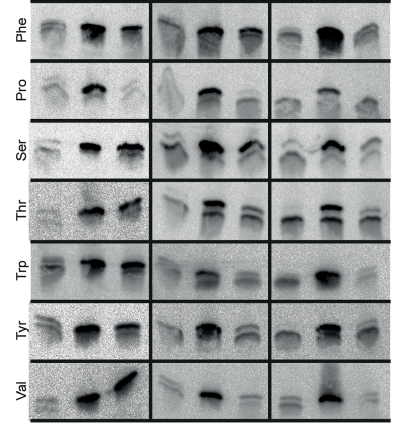 Phe
Pro
Ser
Thr
Trp
Tyr
Val